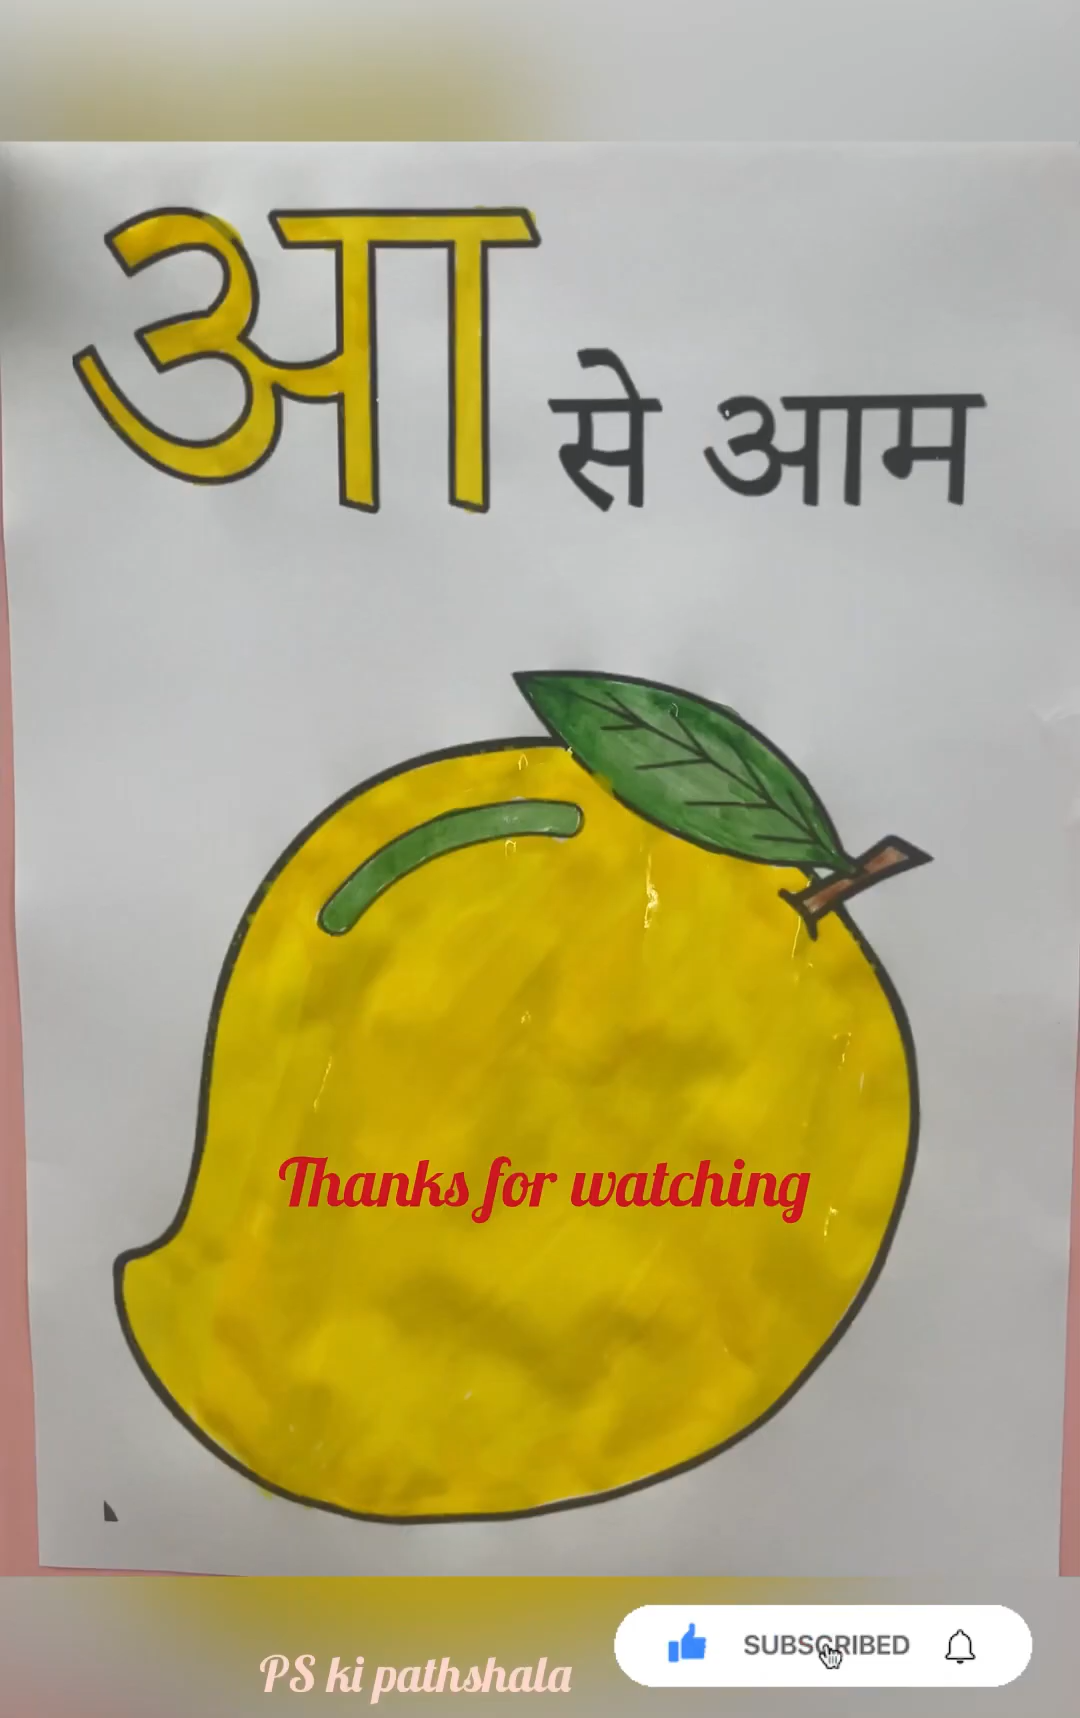 आ से आम
Thanks for watching
PS ki pathshala
SUBSCRIBED